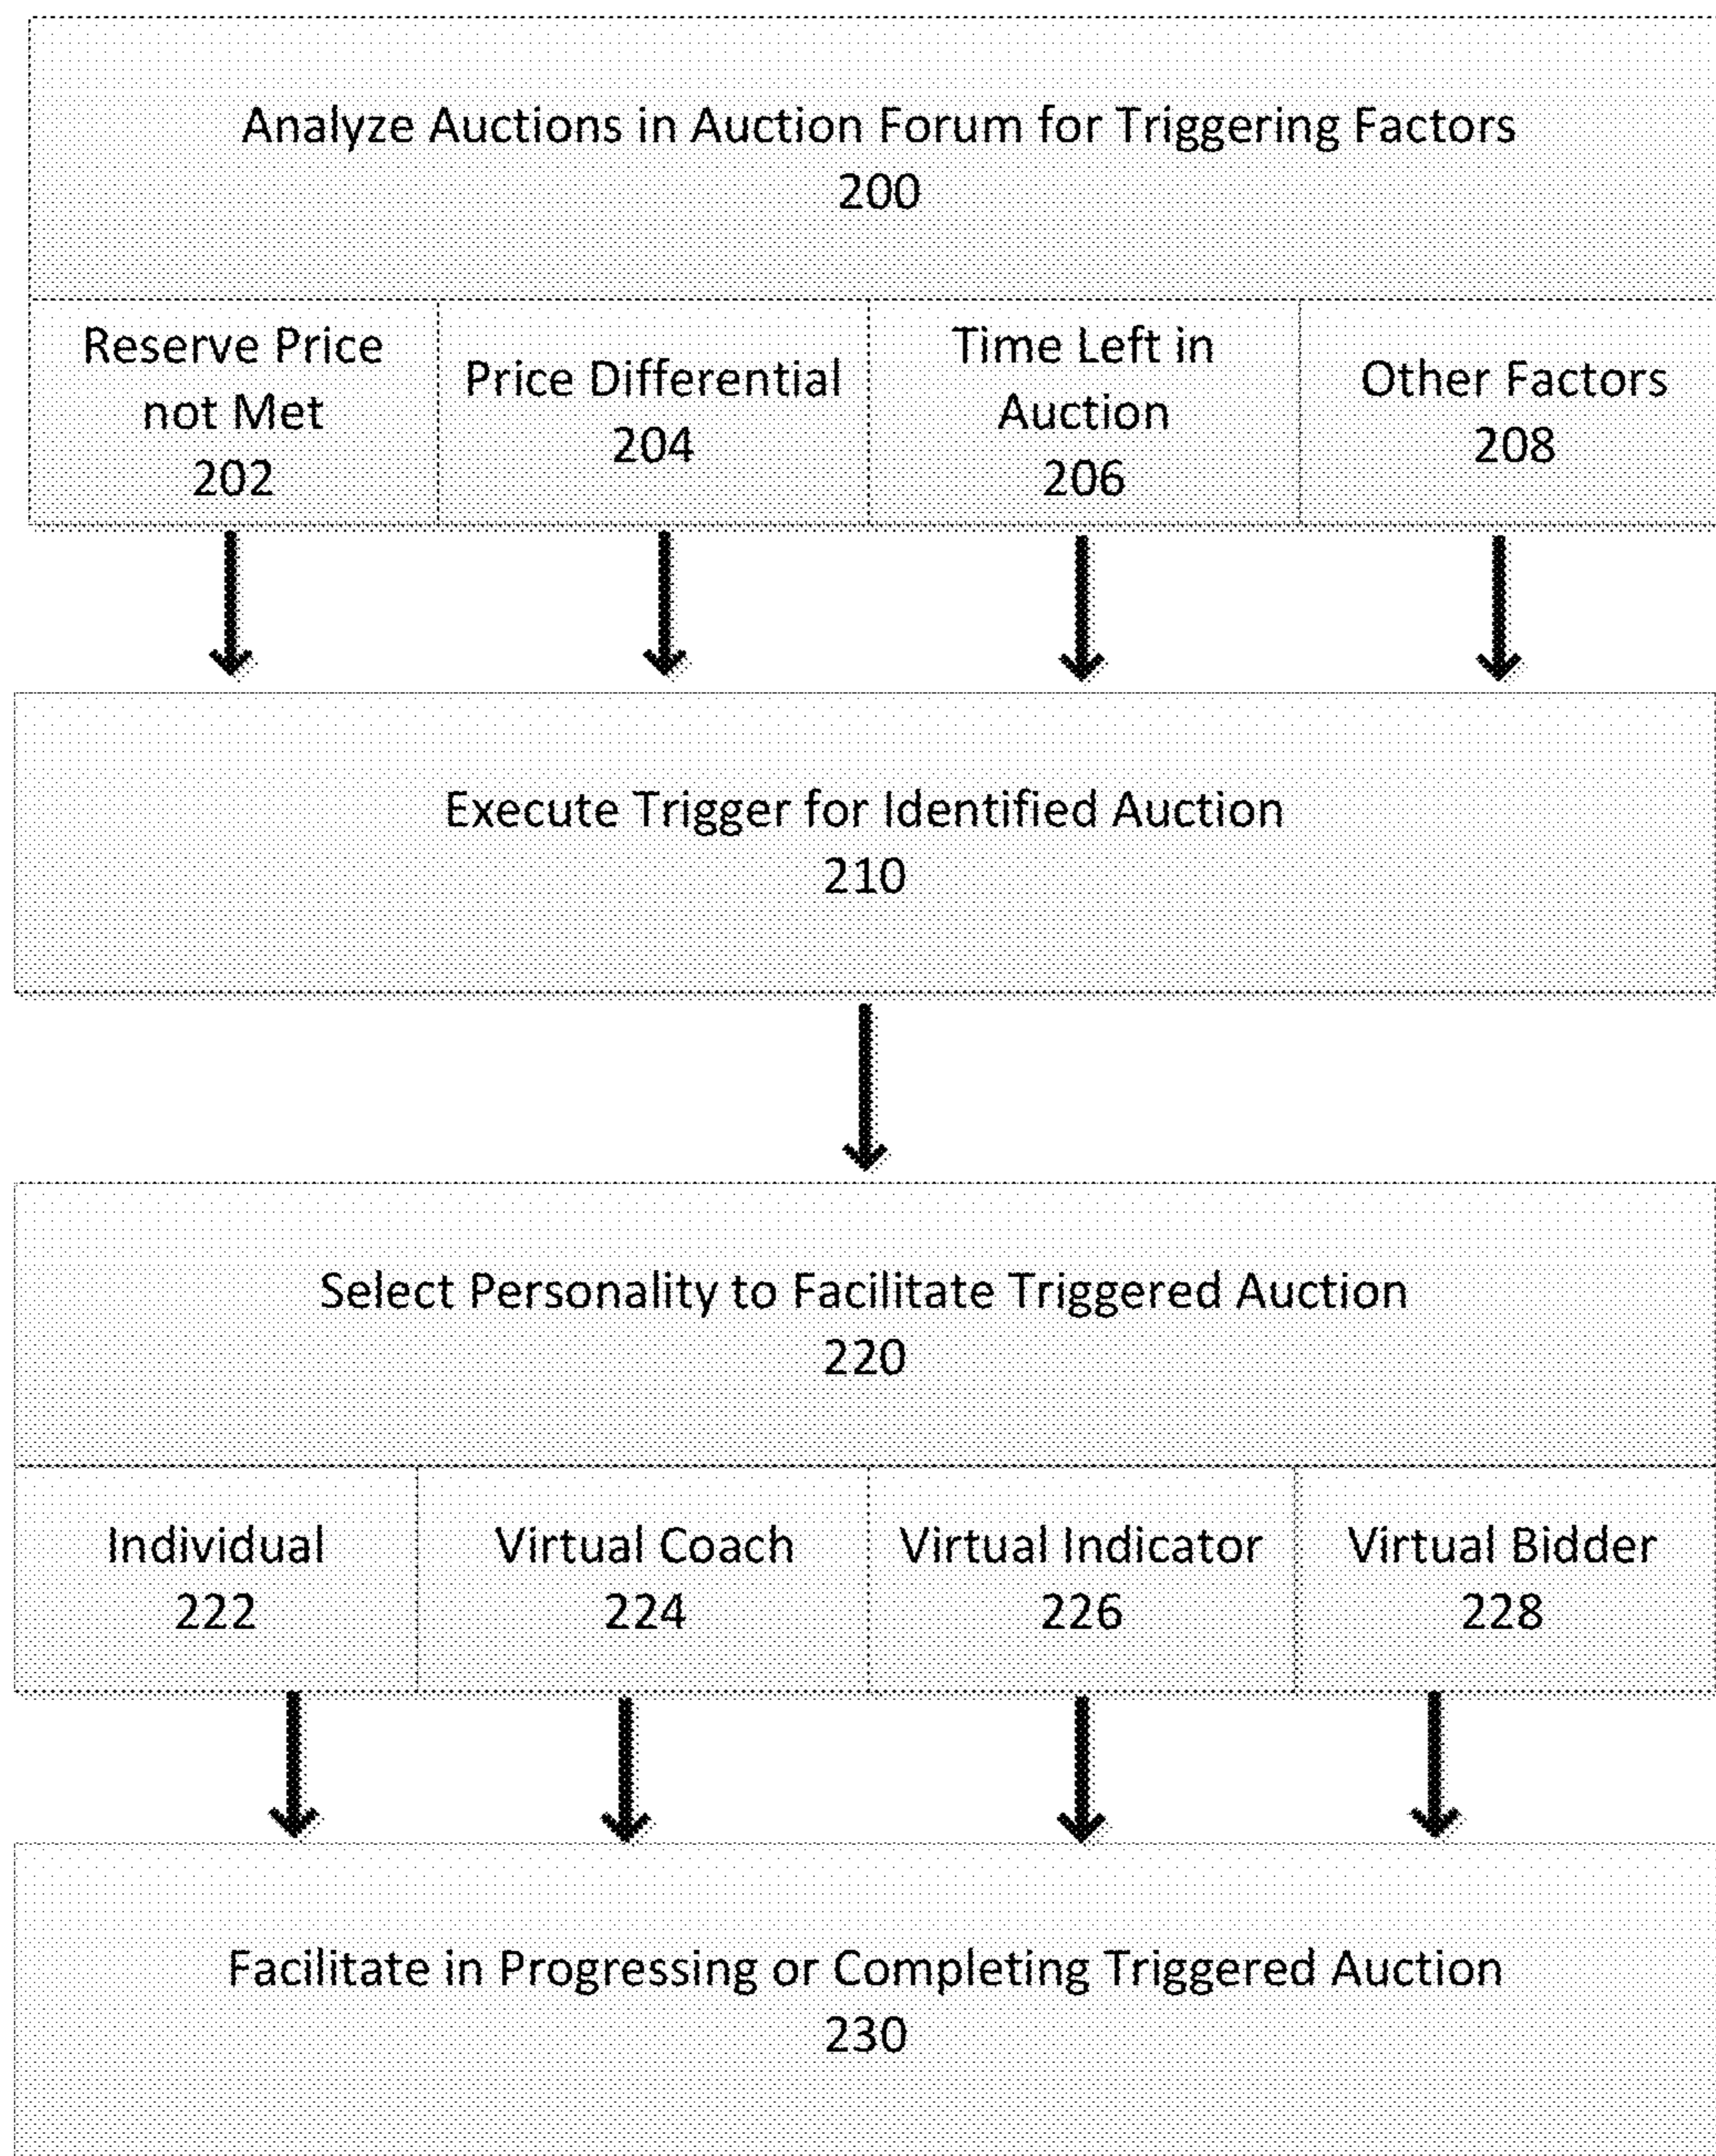 Analyze Auctions in Auction Forum for Triggering Factors
200
Reserve Price
not Met
202
Price Differential
204
Time Left in
Auction
206
Other Factors
208
Execute Trigger for Identified Auction
210
Select Personality to Facilitate Triggered Auction
220
Individual
222
Virtual Coach
224
Virtual Indicator
226
Virtual Bidder
228
Facilitate in Progressing or Completing Triggered Auction
230